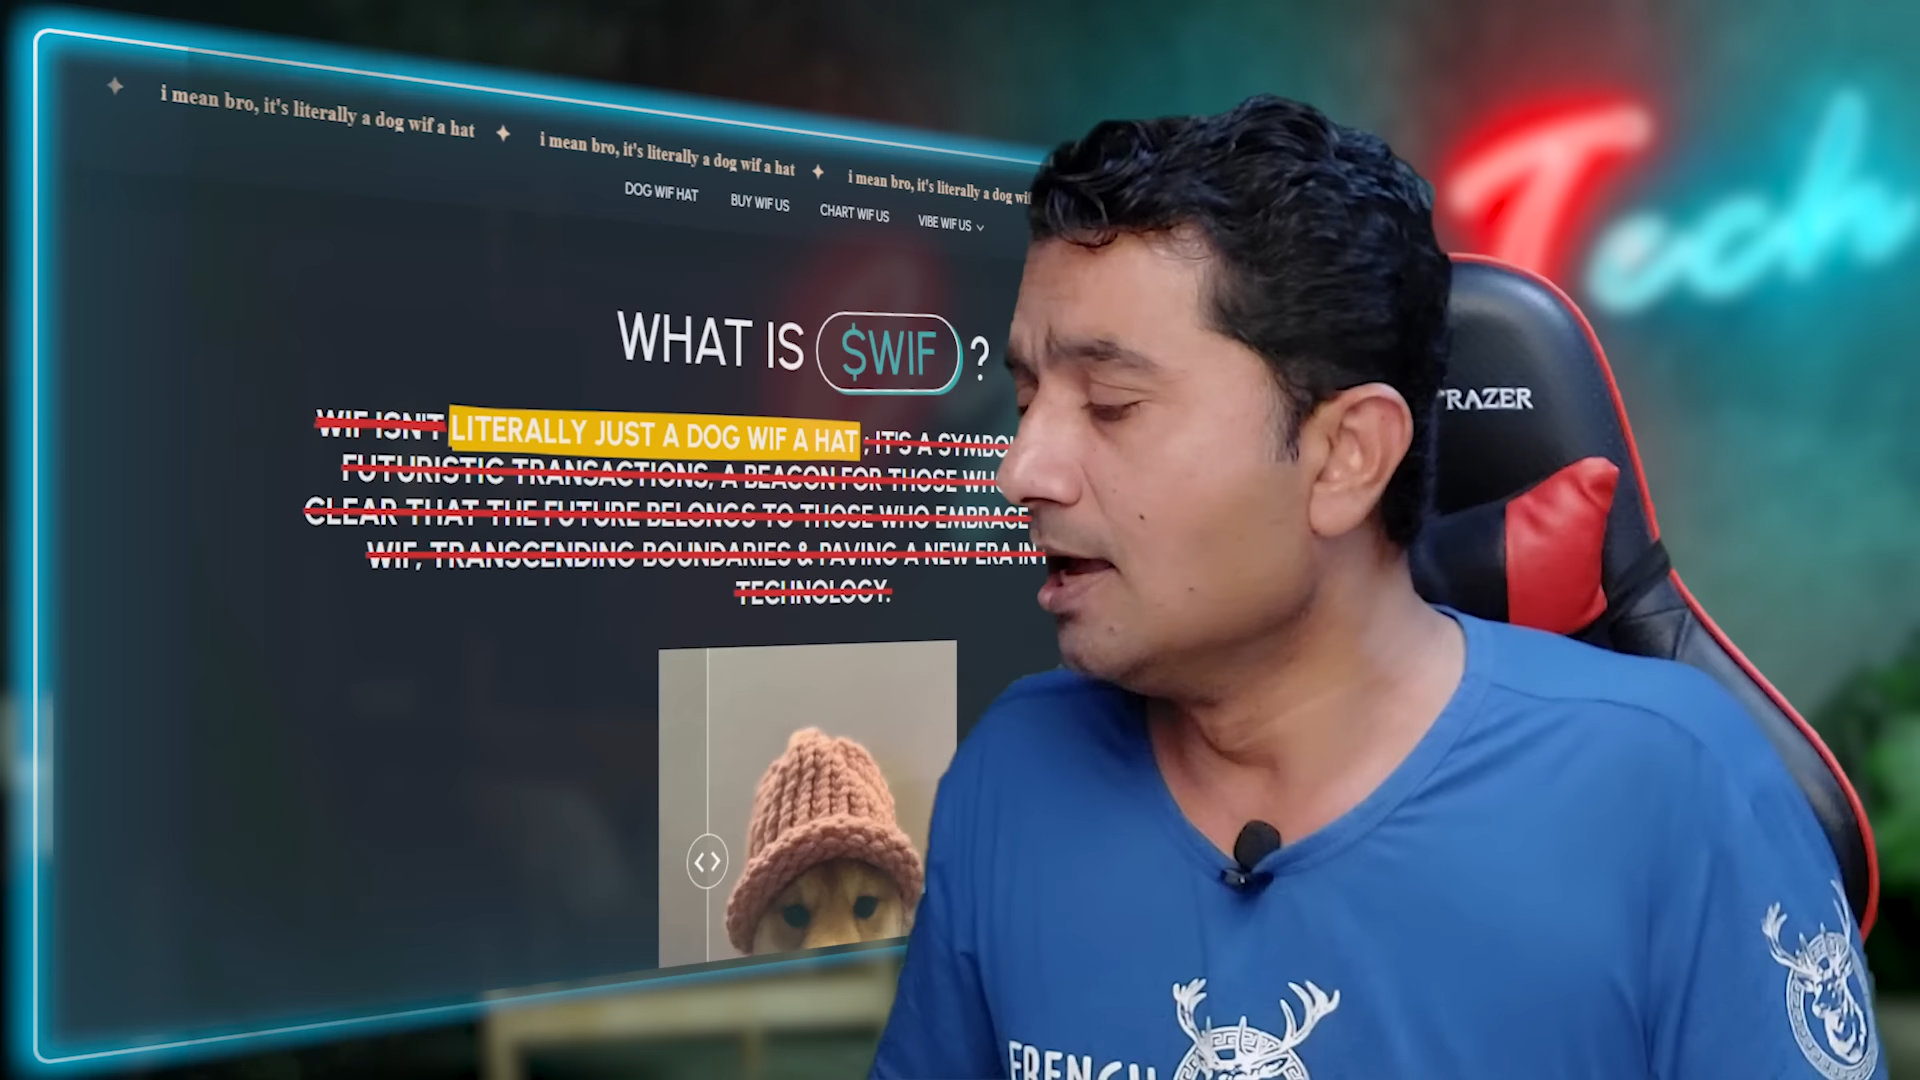 i mean bro, it's literally a dog wif a hat ✦ i mean bro, it's literally a dog wif a hat ✦ i mean bro, it's literally a dog
DOG WIF HAT BUY WIF US CHART WIF US VIBE WIF US
WHAT IS $WIF ?
WIF ISN'T LITERALLY JUST A DOG WIF A HAT ; IT'S A
FUTURISTIC TRANSACTIONS, A BEACON FOR THOSE
CLEAR THAT THE FUTURE BELONGS TO THOSE WHO EMBRACE
WIF, TRANSCENDING BOUNDARIES & PAVING A NEW ERA
TECHNOLOGY.
Tech
RAZER
FRENCH